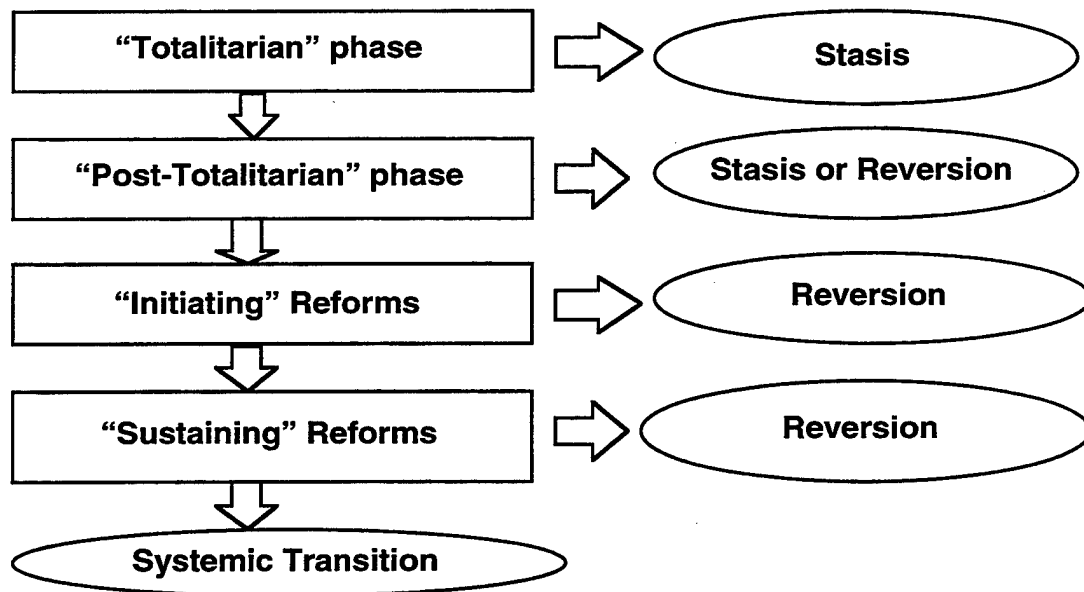 “Totalitarian” phase
Stasis
“Post-Totalitarian” phase
Stasis or Reversion
“Initiating” Reforms
Reversion
“Sustaining” Reforms
Reversion
Systemic Transition